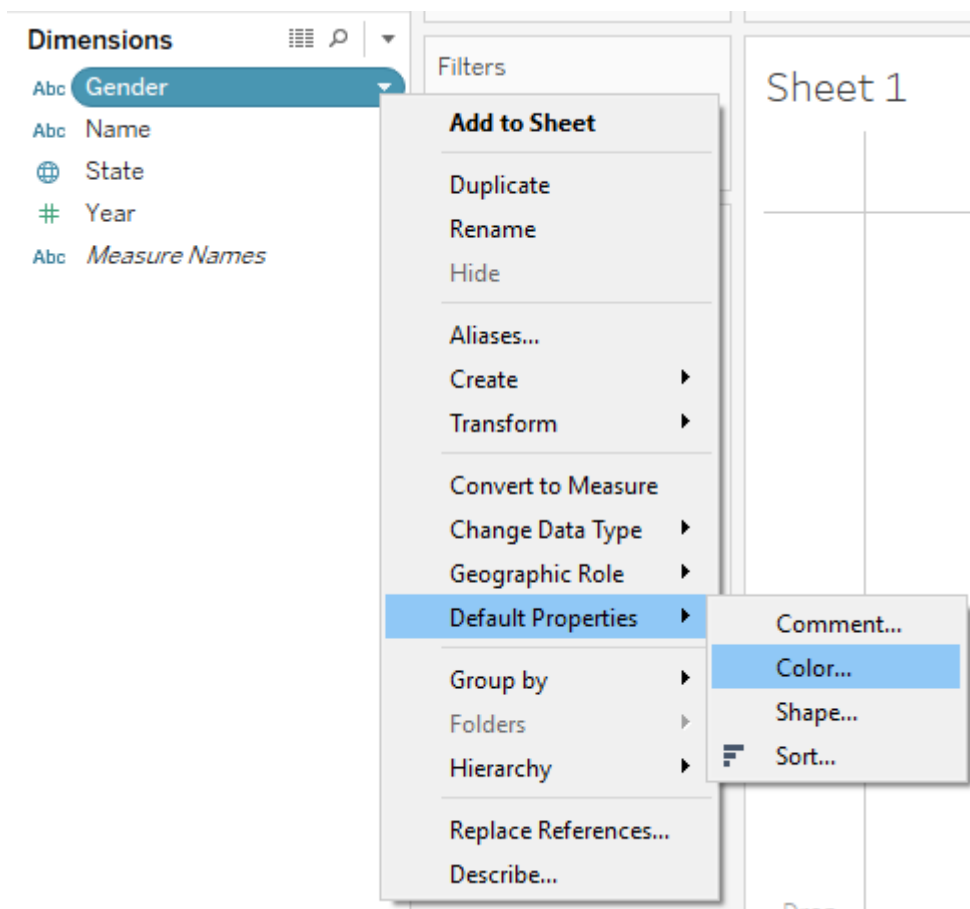 Dimensions
Abc Gender
Abc Name
State
# Year
Abc Measure Names
Filters
Sheet 1
Add to Sheet
Duplicate
Rename
Hide
Aliases...
Create
Transform
Convert to Measure
Change Data Type
Geographic Role
Default Properties
Group by
Folders
Hierarchy
Replace References...
Describe...
Comment...
Color...
Shape...
Sort...